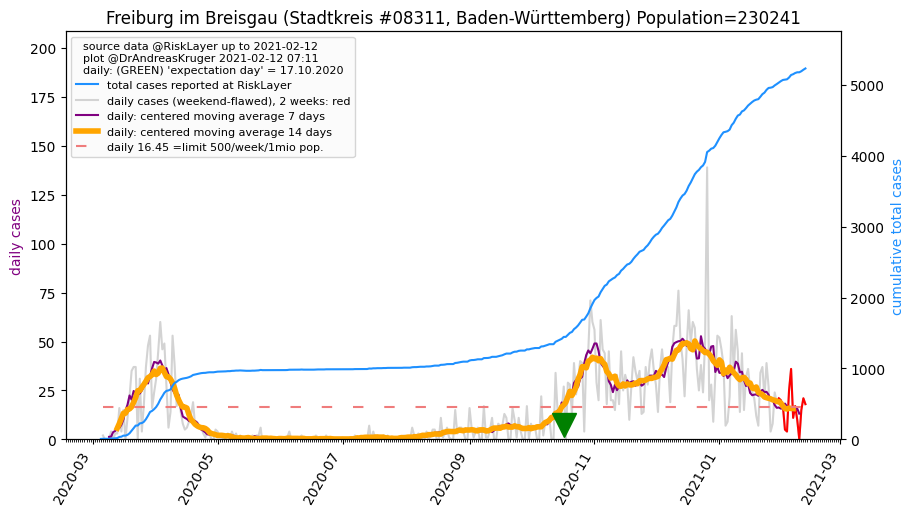 Freiburg im Breisgau (Stadtkreis #08311, Baden-Württemberg) Population=230241
source data @RiskLayer up to 2021-02-12
plot @DrAndreasKruger 2021-02-12 07:11
daily: (GREEN) 'expectation day' = 17.10.2020
total cases reported at RiskLayer
daily cases (weekend-flawed), 2 weeks: red
daily: centered moving average 7 days
daily: centered moving average 14 days
daily 16.45 =limit 500/week/1mio pop.
daily cases
200
175
150
125
100
75
50
25
0
cumulative total cases
5000
4000
3000
2000
1000
0
2020-03
2020-05
2020-07
2020-09
2020-11
2021-01
2021-03